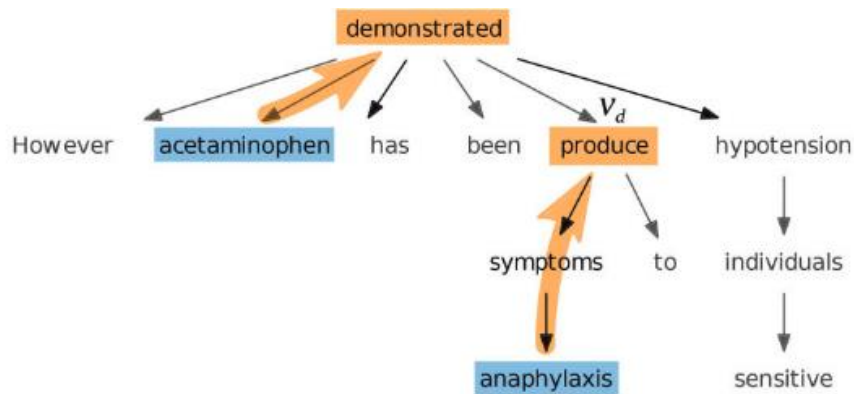 demonstrated
v_d
However acetaminophen has been produce hypotension
symptoms to individuals
anaphylaxis sensitive